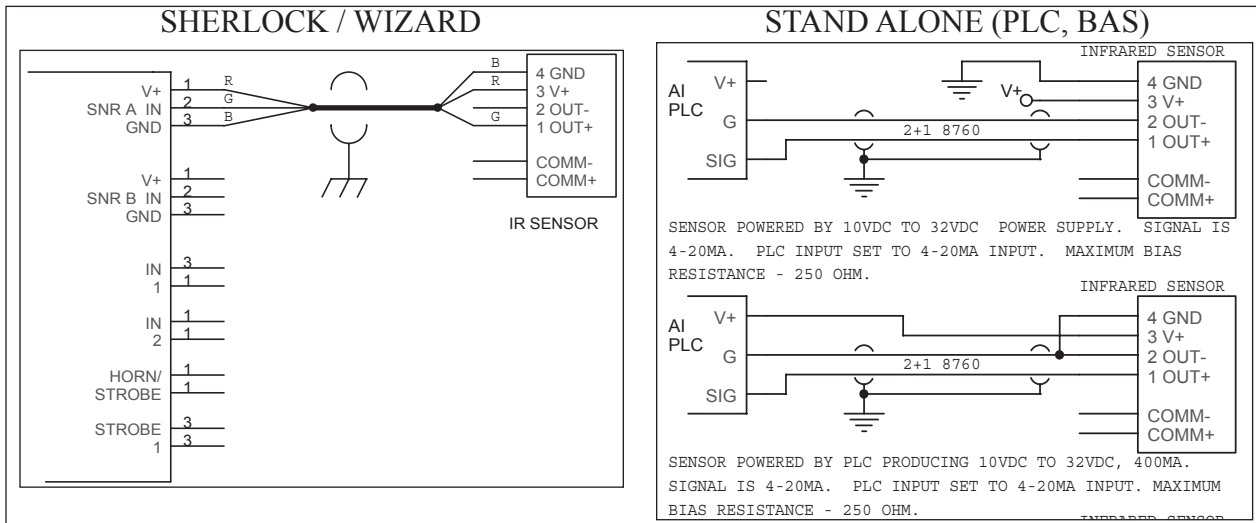 SHERLOCK / WIZARD
V+ 1 R
SNR A IN 2 G
GND 3 B
V+ 1
SNR B IN 2
GND 3
IN 3
1 1
IN 1
2 1
HORN/ 1
STROBE 1
STROBE 3
1 3
B 4 GND
R 3 V+
2 OUT-
G 1 OUT+
COMM-
COMM+
IR SENSOR
STAND ALONE (PLC, BAS)
INFRARED SENSOR
AI
PLC
V+
G
SIG
V+
2+1 8760
4 GND
3 V+
2 OUT-
1 OUT+
COMM-
COMM+
SENSOR POWERED BY 10VDC TO 32VDC POWER SUPPLY. SIGNAL IS
4-20MA. PLC INPUT SET TO 4-20MA INPUT. MAXIMUM BIAS
RESISTANCE - 250 OHM.
INFRARED SENSOR
AI
PLC
V+
G
SIG
2+1 8760
4 GND
3 V+
2 OUT-
1 OUT+
COMM-
COMM+
SENSOR POWERED BY PLC PRODUCING 10VDC TO 32VDC, 400MA.
SIGNAL IS 4-20MA. PLC INPUT SET TO 4-20MA INPUT. MAXIMUM
BIAS RESISTANCE - 250 OHM.
INFRARED SENSOR